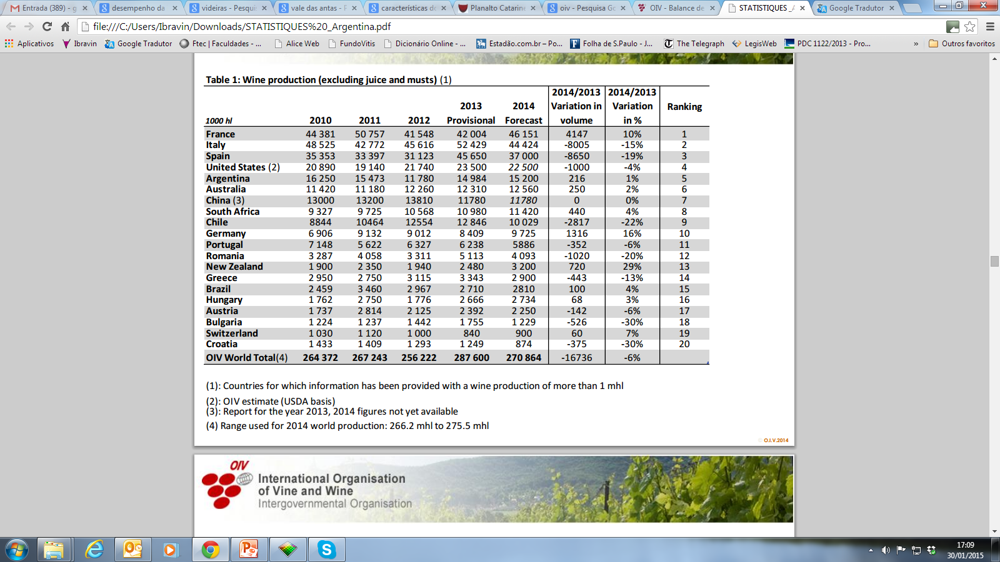 Entrada (389) - g
desempenho da
videiras - Pesqui
vale das antas - P
características do
Planalto Catarine
oiv - Pesquisa Go
OIV - Balance de
STATISTIQUES _A
Google Tradutor
file:///C:/Users/Ibravin/Downloads/STATISTIQUES%20_Argentina.pdf
Aplicativos Ibravin Google Tradutor Ftec | Faculdades - ... Alice Web FundoVitis Dicionário Online - ... Estadão.com.br – Po... Folha de S.Paulo - J... The Telegraph LegisWeb PDC 1122/2013 - Pro... » Outros favoritos
Table 1: Wine production (excluding juice and musts) (1)
2014/2013 2014/2013
2013 2014 Variation in Variation Ranking
1000 hl 2010 2011 2012 Provisional Forecast volume in %
France 44 381 50 757 41 548 42 004 46 151 4147 10% 1
Italy 48 525 42 772 45 616 52 429 44 424 -8005 -15% 2
Spain 35 353 33 397 31 123 45 650 37 000 -8650 -19% 3
United States (2) 20 890 19 140 21 740 23 500 22 500 -1000 -4% 4
Argentina 16 250 15 473 11 780 14 984 15 200 216 1% 5
Australia 11 420 11 180 12 260 12 310 12 560 250 2% 6
China (3) 13000 13200 13810 11780 11780 0 0% 7
South Africa 9 327 9 725 10 568 10 980 11 420 440 4% 8
Chile 8844 10464 12554 12 846 10 029 -2817 -22% 9
Germany 6 906 9 132 9 012 8 409 9 725 1316 16% 10
Portugal 7 148 5 622 6 327 6 238 5886 -352 -6% 11
Romania 3 287 4 058 3 311 5 113 4 093 -1020 -20% 12
New Zealand 1 900 2 350 1 940 2 480 3 200 720 29% 13
Greece 2 950 2 750 3 115 3 343 2 900 -443 -13% 14
Brazil 2 459 3 460 2 967 2 710 2810 100 4% 15
Hungary 1 762 2 750 1 776 2 666 2 734 68 3% 16
Austria 1 737 2 814 2 125 2 392 2 250 -142 -6% 17
Bulgaria 1 224 1 237 1 442 1 755 1 229 -526 -30% 18
Switzerland 1 030 1 120 1 000 840 900 60 7% 19
Croatia 1 433 1 409 1 293 1 249 874 -375 -30% 20
OIV World Total(4) 264 372 267 243 256 222 287 600 270 864 -16736 -6%
(1): Countries for which information has been provided with a wine production of more than 1 mhl
(2): OIV estimate (USDA basis)
(3): Report for the year 2013, 2014 figures not yet available
(4) Range used for 2014 world production: 266.2 mhl to 275.5 mhl
© O.I.V.2014
OIV
International Organisation
of Vine and Wine
Intergovernmental Organisation
17:09
30/01/2015